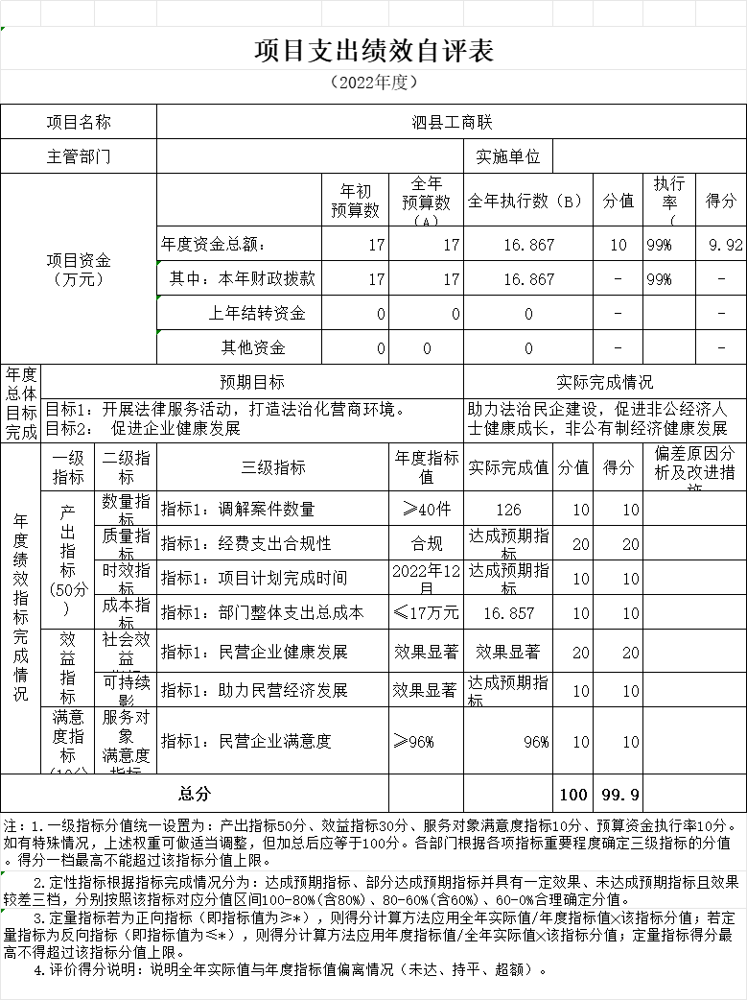 项目支出绩效自评表
（2022年度）
项目名称 泗县工商联
主管部门 实施单位
项目资金
（万元）
年初
预算数
全年
预算数
（A）
全年执行数（B）
分值
执行
率
（
得分
年度资金总额： 17 17 16.867 10 99% 9.92
其中：本年财政拨款 17 17 16.867 - 99% -
上年结转资金 0 0 0 - -
其他资金 0 0 0 - -
年度
总体
目标
完成
预期目标 实际完成情况
目标1：开展法律服务活动，打造法治化营商环境。
目标2： 促进企业健康发展
助力法治民企建设，促进非公经济人
士健康成长，非公有制经济健康发展
年度绩效指标完成情况
一级
指标
二级指
标
三级指标
年度指标
值
实际完成值
分值
得分
偏差原因分
析及改进措
施
产
出
指
标
(50分
)
数量指
标
指标1：调解案件数量 ≥40件 126 10 10
质量指
标
指标1：经费支出合规性 合规 达成预期指
标
20 20
时效指
标
指标1：项目计划完成时间 2022年12
月
达成预期指
标
10 10
成本指
标
指标1：部门整体支出总成本 ≤17万元 16.857 10 10
效
益
指
标
社会效
益
指标1：民营企业健康发展 效果显著 效果显著 20 20
可持续
影
指标1：助力民营经济发展 效果显著 达成预期指
标
10 10
满意
度指
标
(10分
服务对
象
满意度
指标
指标1：民营企业满意度 ≥96% 96% 10 10
总分 100 99.9
注：1.一级指标分值统一设置为：产出指标50分、效益指标30分、服务对象满意度指标10分、预算资金执行率10分。
如有特殊情况，上述权重可做适当调整，但加总后应等于100分。各部门根据各项指标重要程度确定三级指标的分值
。得分一档最高不能超过该指标分值上限。
2.定性指标根据指标完成情况分为：达成预期指标、部分达成预期指标并具有一定效果、未达成预期指标且效果
较差三档，分别按照该指标对应分值区间100-80%(含80%)、80-60%(含60%)、60-0%合理确定分值。
3.定量指标若为正向指标（即指标值为≥*），则得分计算方法应用全年实际值/年度指标值×该指标分值；若定
量指标为反向指标（即指标值为≤*），则得分计算方法应用年度指标值/全年实际值×该指标分值；定量指标得分最
高不得超过该指标分值上限。
4.评价得分说明：说明全年实际值与年度指标值偏离情况（未达、持平、超额）。